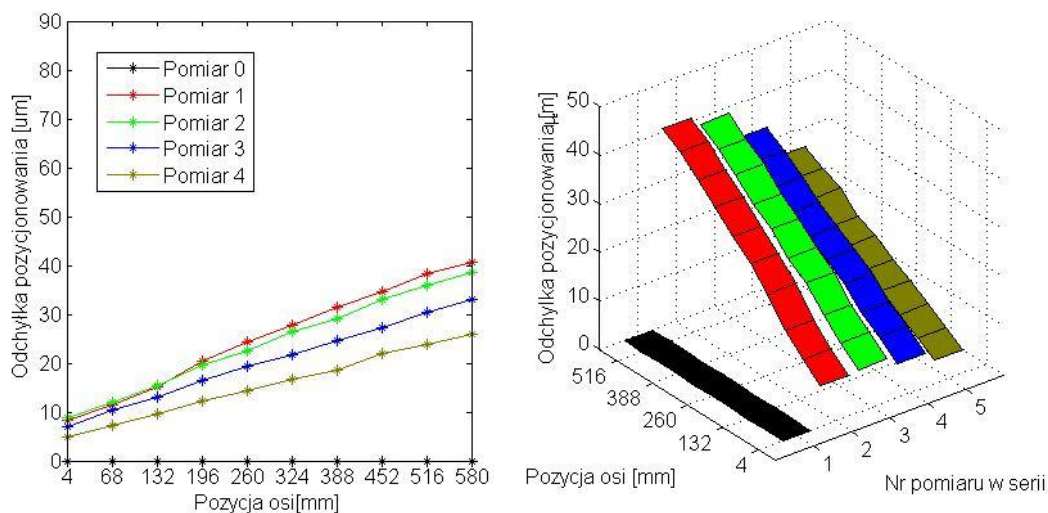 90
80
70
60
50
40
30
20
10
0
Odchyłka pozycjonowania [um]
Pomiar 0
Pomiar 1
Pomiar 2
Pomiar 3
Pomiar 4
4 68 132 196 260 324 388 452 516 580
Pozycja osi[mm]
50
40
30
20
10
0
Odchyłka pozycjonowania[µm]
516
388
260
132
4
Pozycja osi [mm]
1
2
3
4
5
Nr pomiaru w serii